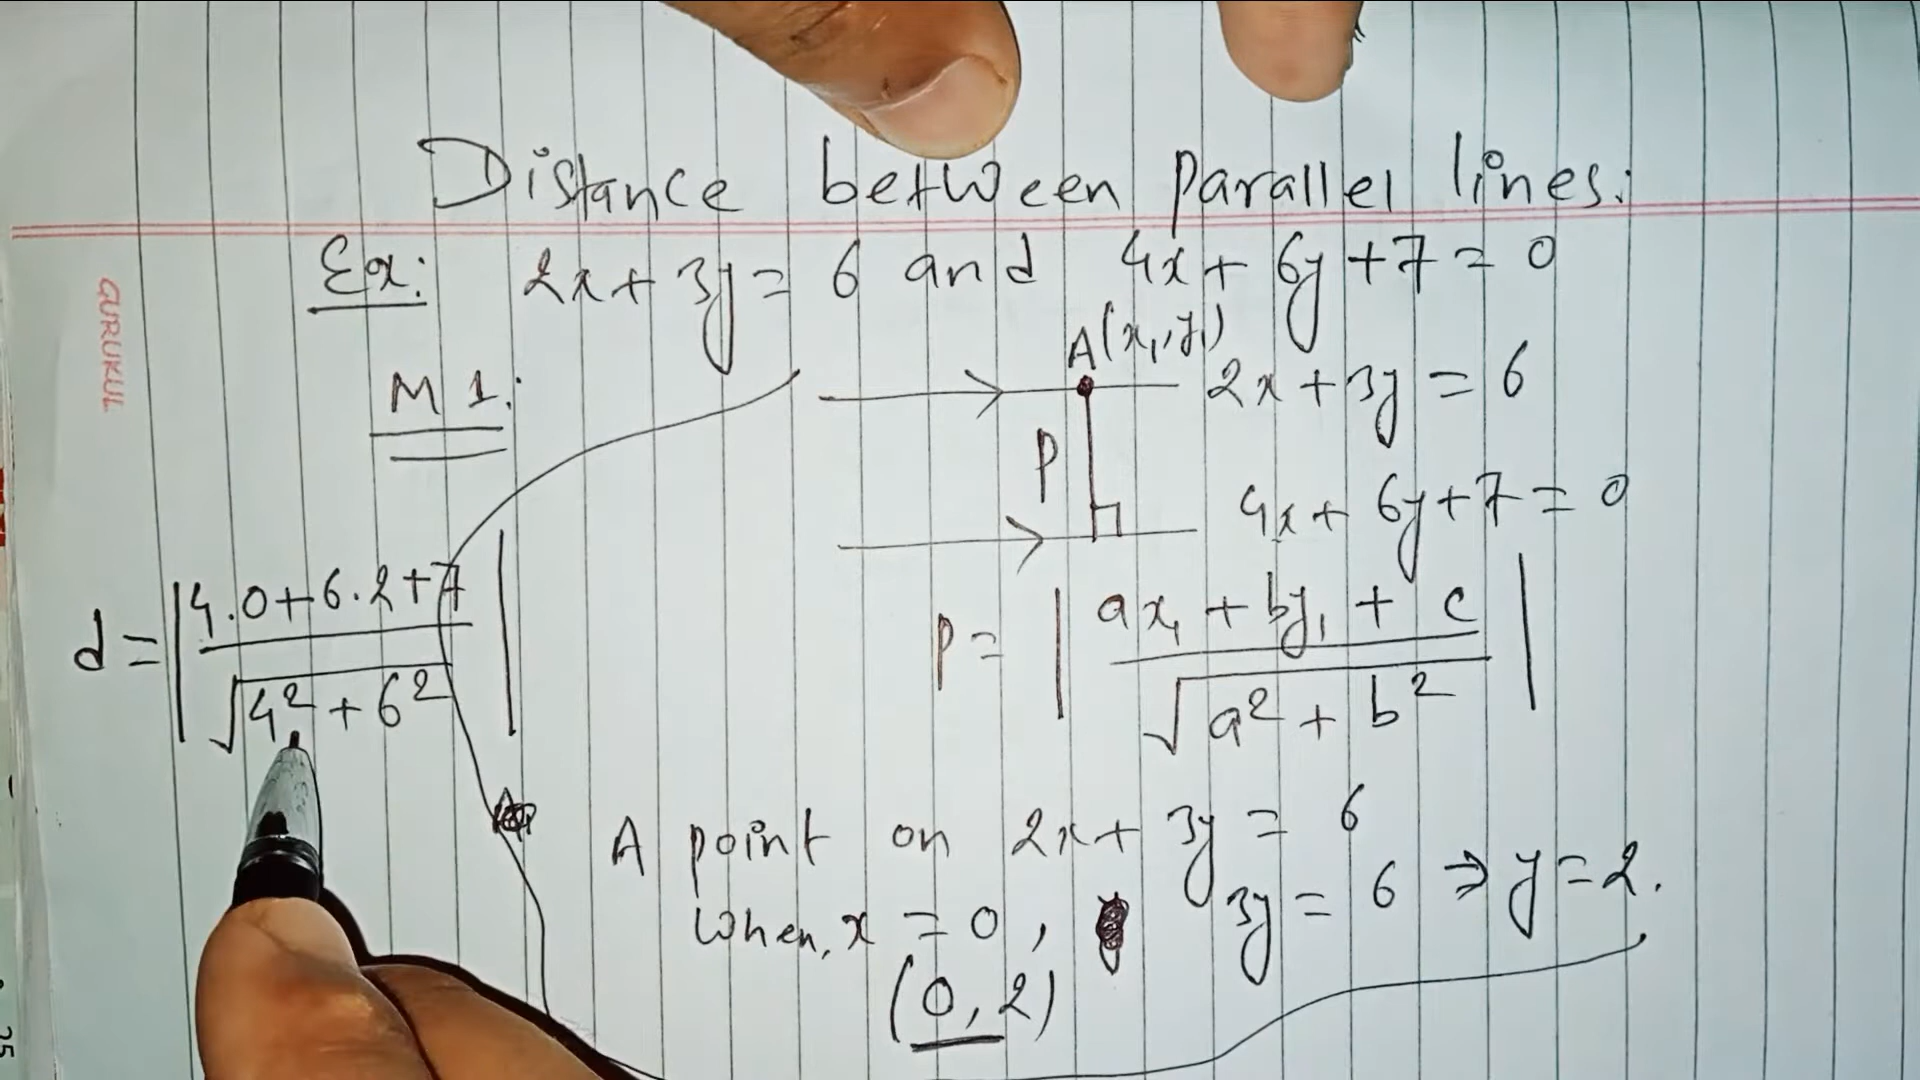 Distance between parallel lines:
Ex: 2x + 3y = 6 and 4x + 6y + 7 = 0
GURUKUL
M 1:
A(x₁, y₁)
2x + 3y = 6
P
4x + 6y + 7 = 0
d = |4.0 + 6.2 + 7 / √4² + 6²|
P = |ax₁ + by₁ + c / √a² + b²|
A point on 2x + 3y = 6
When, x = 0, 3y = 6 ⇒ y = 2.
(0, 2)
25